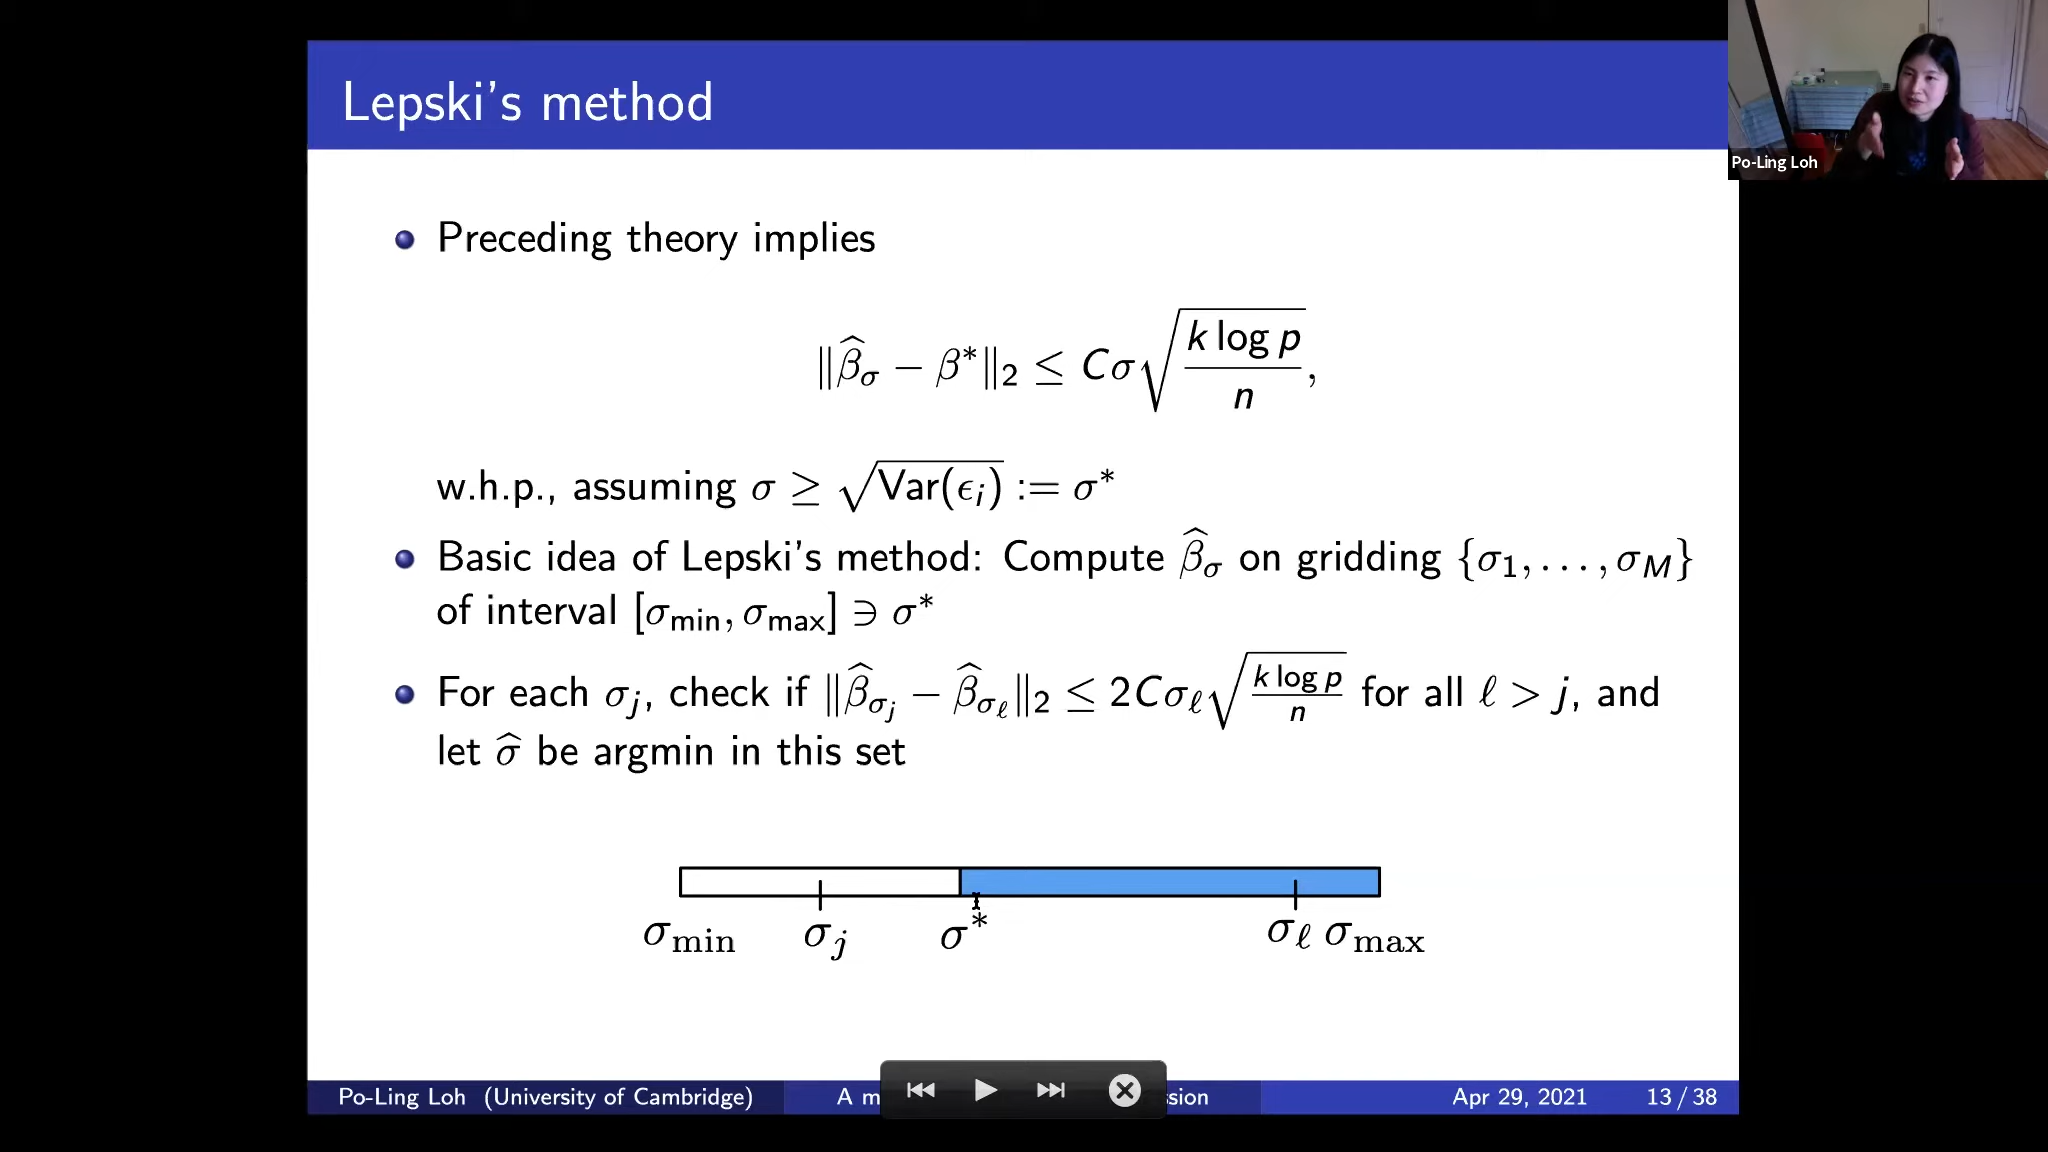 Lepski's method
Po-Ling Loh
Preceding theory implies
‖β̂_σ − β*‖₂ ≤ Cσ√(k log p / n),
w.h.p., assuming σ ≥ √Var(ϵ_i) := σ*
Basic idea of Lepski's method: Compute β̂_σ on gridding {σ₁, . . . , σ_M}
of interval [σ_min, σ_max] ∋ σ*
For each σ_j, check if ‖β̂_{σ_j} − β̂_{σ_ℓ}‖₂ ≤ 2Cσ_ℓ√(k log p / n) for all ℓ > j, and
let σ̂ be argmin in this set
σ_min σ_j σ* σ_ℓ σ_max
Po-Ling Loh (University of Cambridge) A m ssion Apr 29, 2021 13 / 38